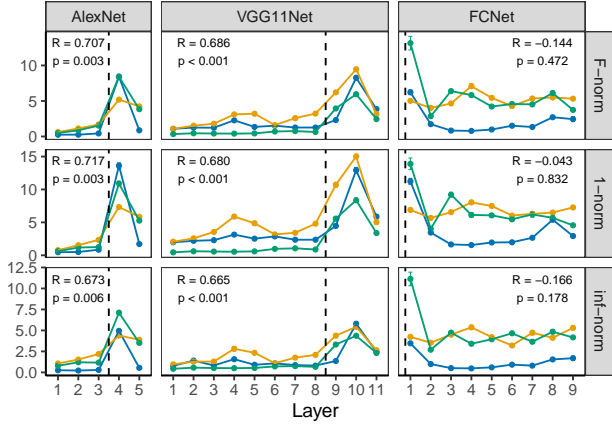 AlexNet VGG11Net FCNet
R = 0.707 R = 0.686 R = −0.144
p = 0.003 p < 0.001 p = 0.472
10
5
0
F-norm
R = 0.717 R = 0.680 R = −0.043
p = 0.003 p < 0.001 p = 0.832
15
10
5
0
1-norm
12.5
R = 0.673 R = 0.665 R = −0.166
p = 0.006 p < 0.001 p = 0.178
10.0
7.5
5.0
2.5
0.0
inf-norm
1 2 3 4 5 1 2 3 4 5 6 7 8 9 10 11 1 2 3 4 5 6 7 8 9
Layer